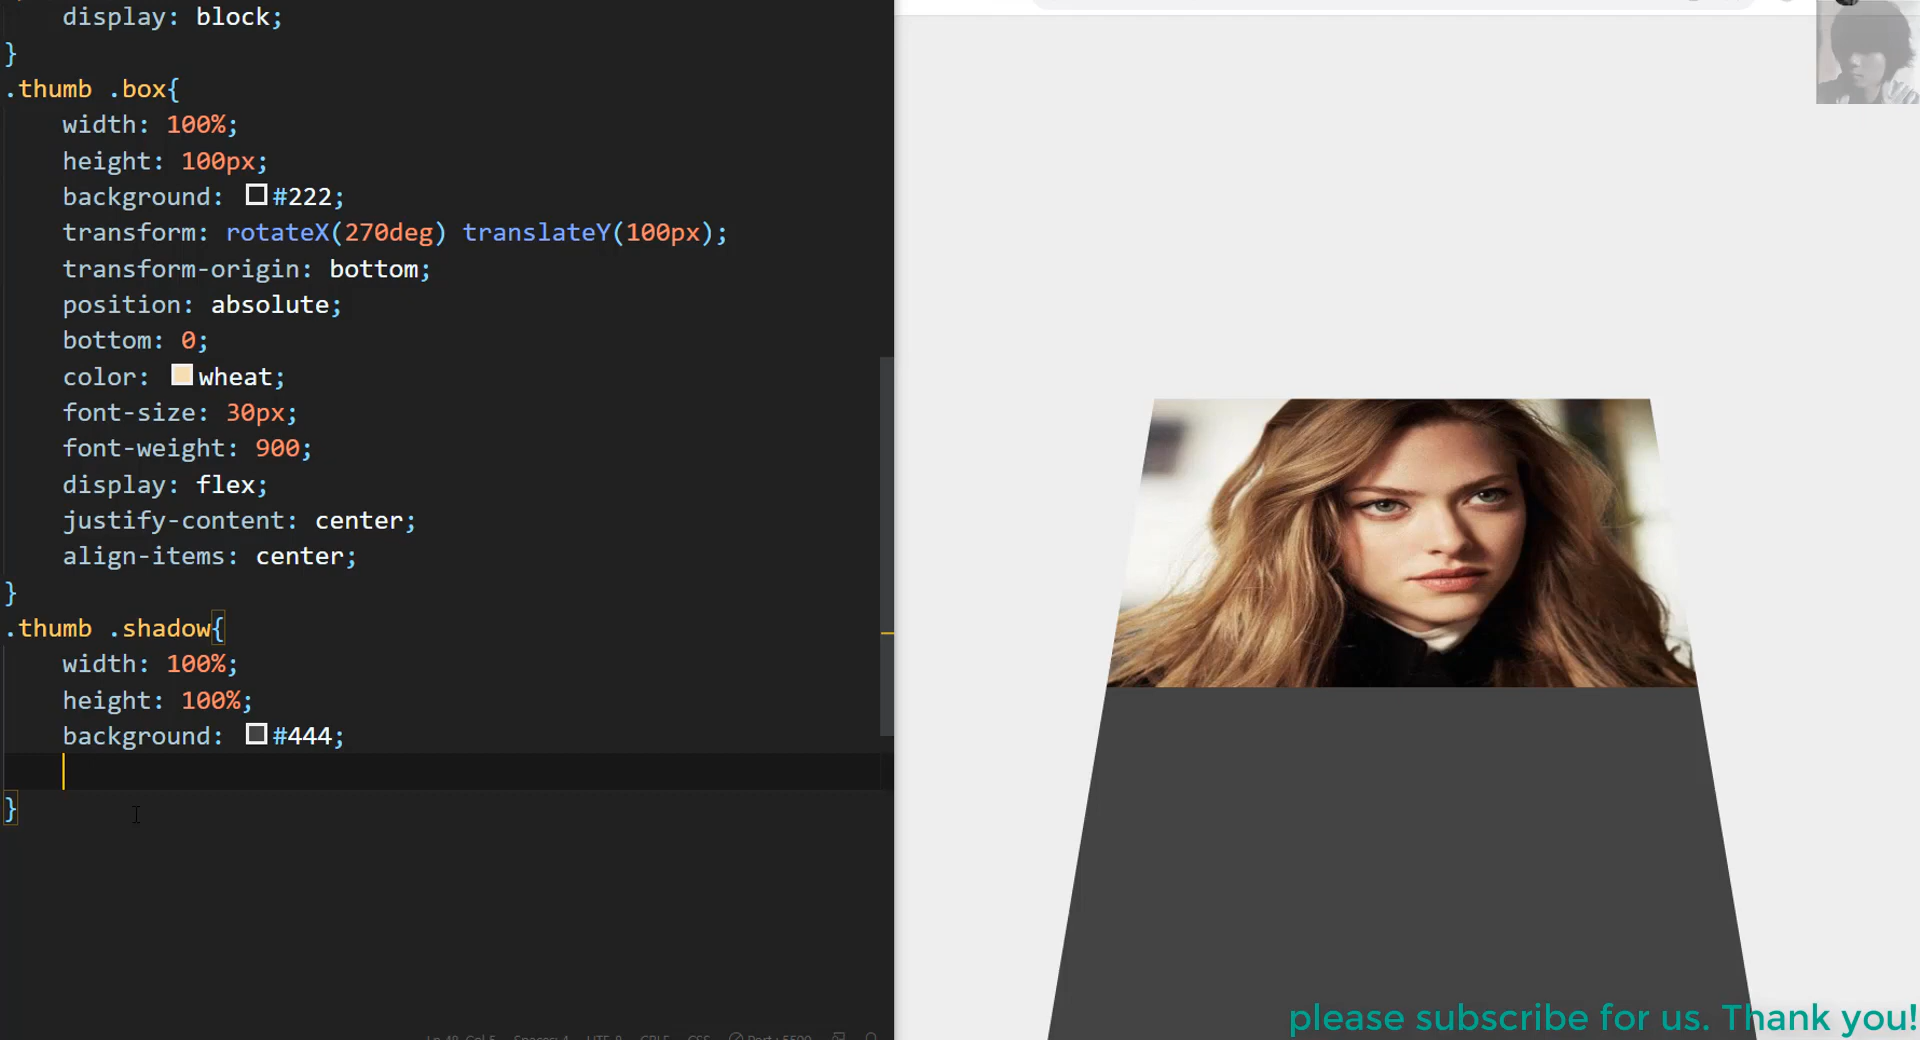 display: block;
}
.thumb .box{
width: 100%;
height: 100px;
background: #222;
transform: rotateX(270deg) translateY(100px);
transform-origin: bottom;
position: absolute;
bottom: 0;
color: wheat;
font-size: 30px;
font-weight: 900;
display: flex;
justify-content: center;
align-items: center;
}
.thumb .shadow{
width: 100%;
height: 100%;
background: #444;
}
please subscribe for us. Thank you!